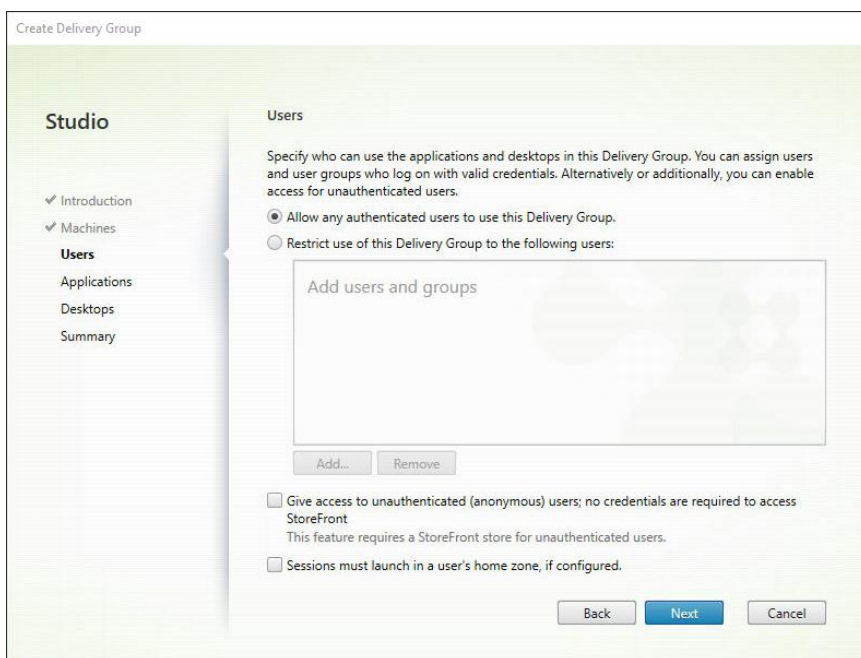 Create Delivery Group
Studio
Introduction
Machines
Users
Applications
Desktops
Summary
Users
Specify who can use the applications and desktops in this Delivery Group. You can assign users
and user groups who log on with valid credentials. Alternatively or additionally, you can enable
access for unauthenticated users.
Allow any authenticated users to use this Delivery Group.
Restrict use of this Delivery Group to the following users:
Add users and groups
Add...
Remove
Give access to unauthenticated (anonymous) users; no credentials are required to access
StoreFront
This feature requires a StoreFront store for unauthenticated users.
Sessions must launch in a user's home zone, if configured.
Back
Next
Cancel